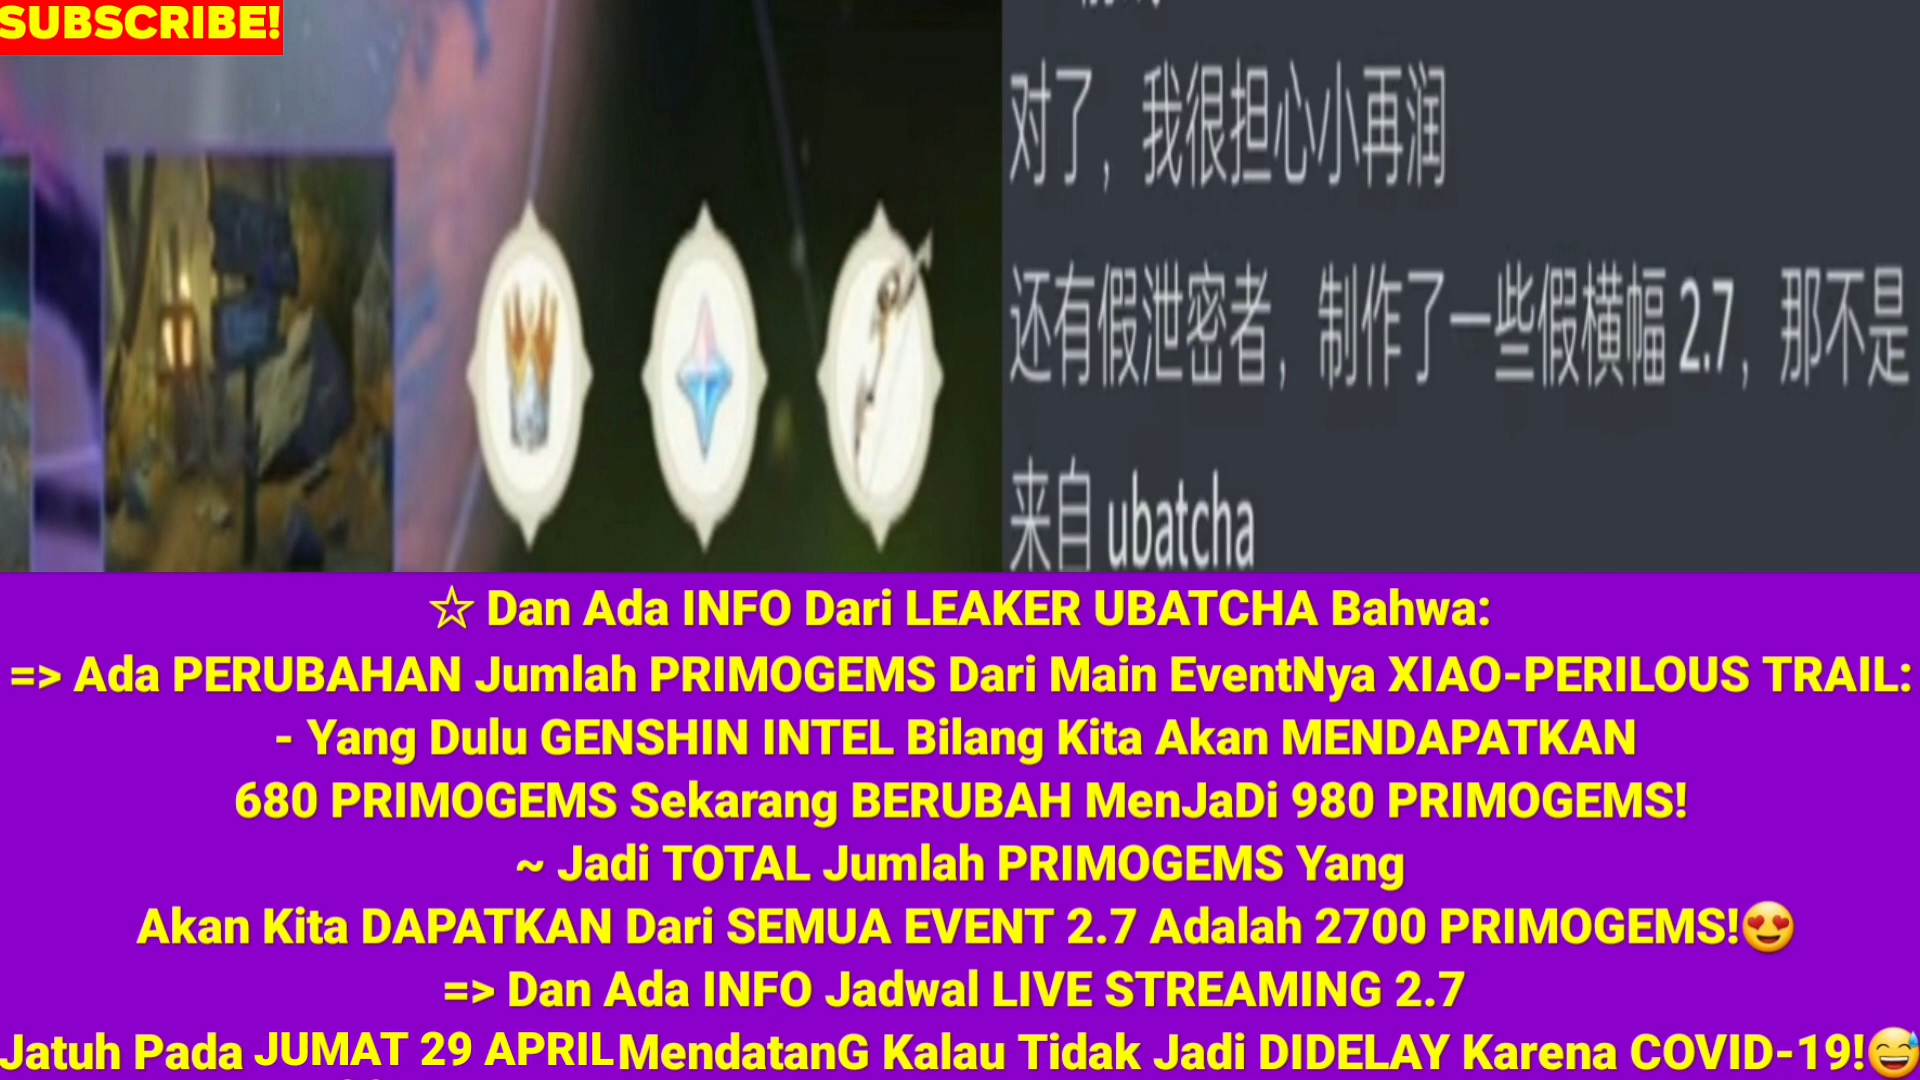 SUBSCRIBE!
对了，我很担心小再润
还有假泄密者，制作了一些假横幅 2.7，那不是
来自 ubatcha
☆ Dan Ada INFO Dari LEAKER UBATCHA Bahwa:
=> Ada PERUBAHAN Jumlah PRIMOGEMS Dari Main EventNya XIAO-PERILOUS TRAIL:
- Yang Dulu GENSHIN INTEL Bilang Kita Akan MENDAPATKAN
680 PRIMOGEMS Sekarang BERUBAH MenJaDi 980 PRIMOGEMS!
~ Jadi TOTAL Jumlah PRIMOGEMS Yang
Akan Kita DAPATKAN Dari SEMUA EVENT 2.7 Adalah 2700 PRIMOGEMS!😍
=> Dan Ada INFO Jadwal LIVE STREAMING 2.7
Jatuh Pada JUMAT 29 APRIL MendatanG Kalau Tidak Jadi DIDELAY Karena COVID-19!😅